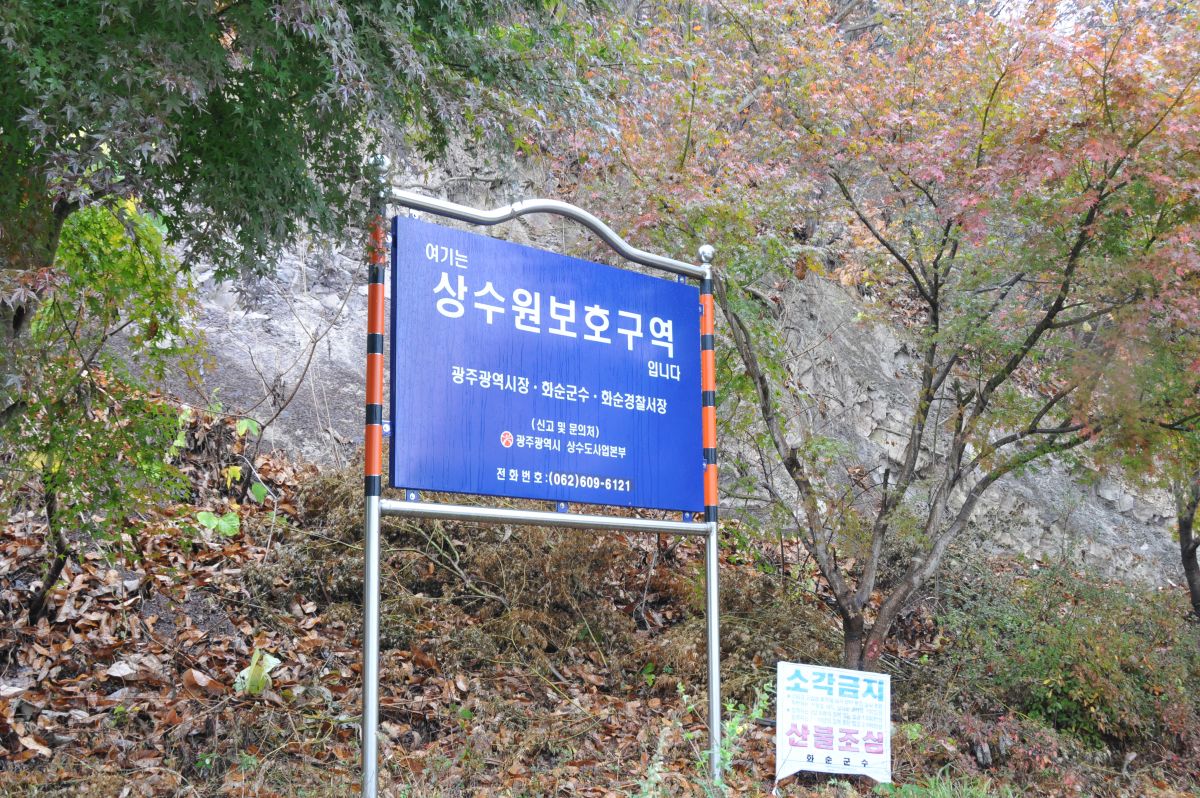 여기는
상수원보호구역
입니다
광주광역시장 · 화순군수 · 화순경찰서장
(신고 및 문의처)
광주광역시 상수도사업본부
전화번호:(062)609-6121
소각금지
산불조심
화순군수